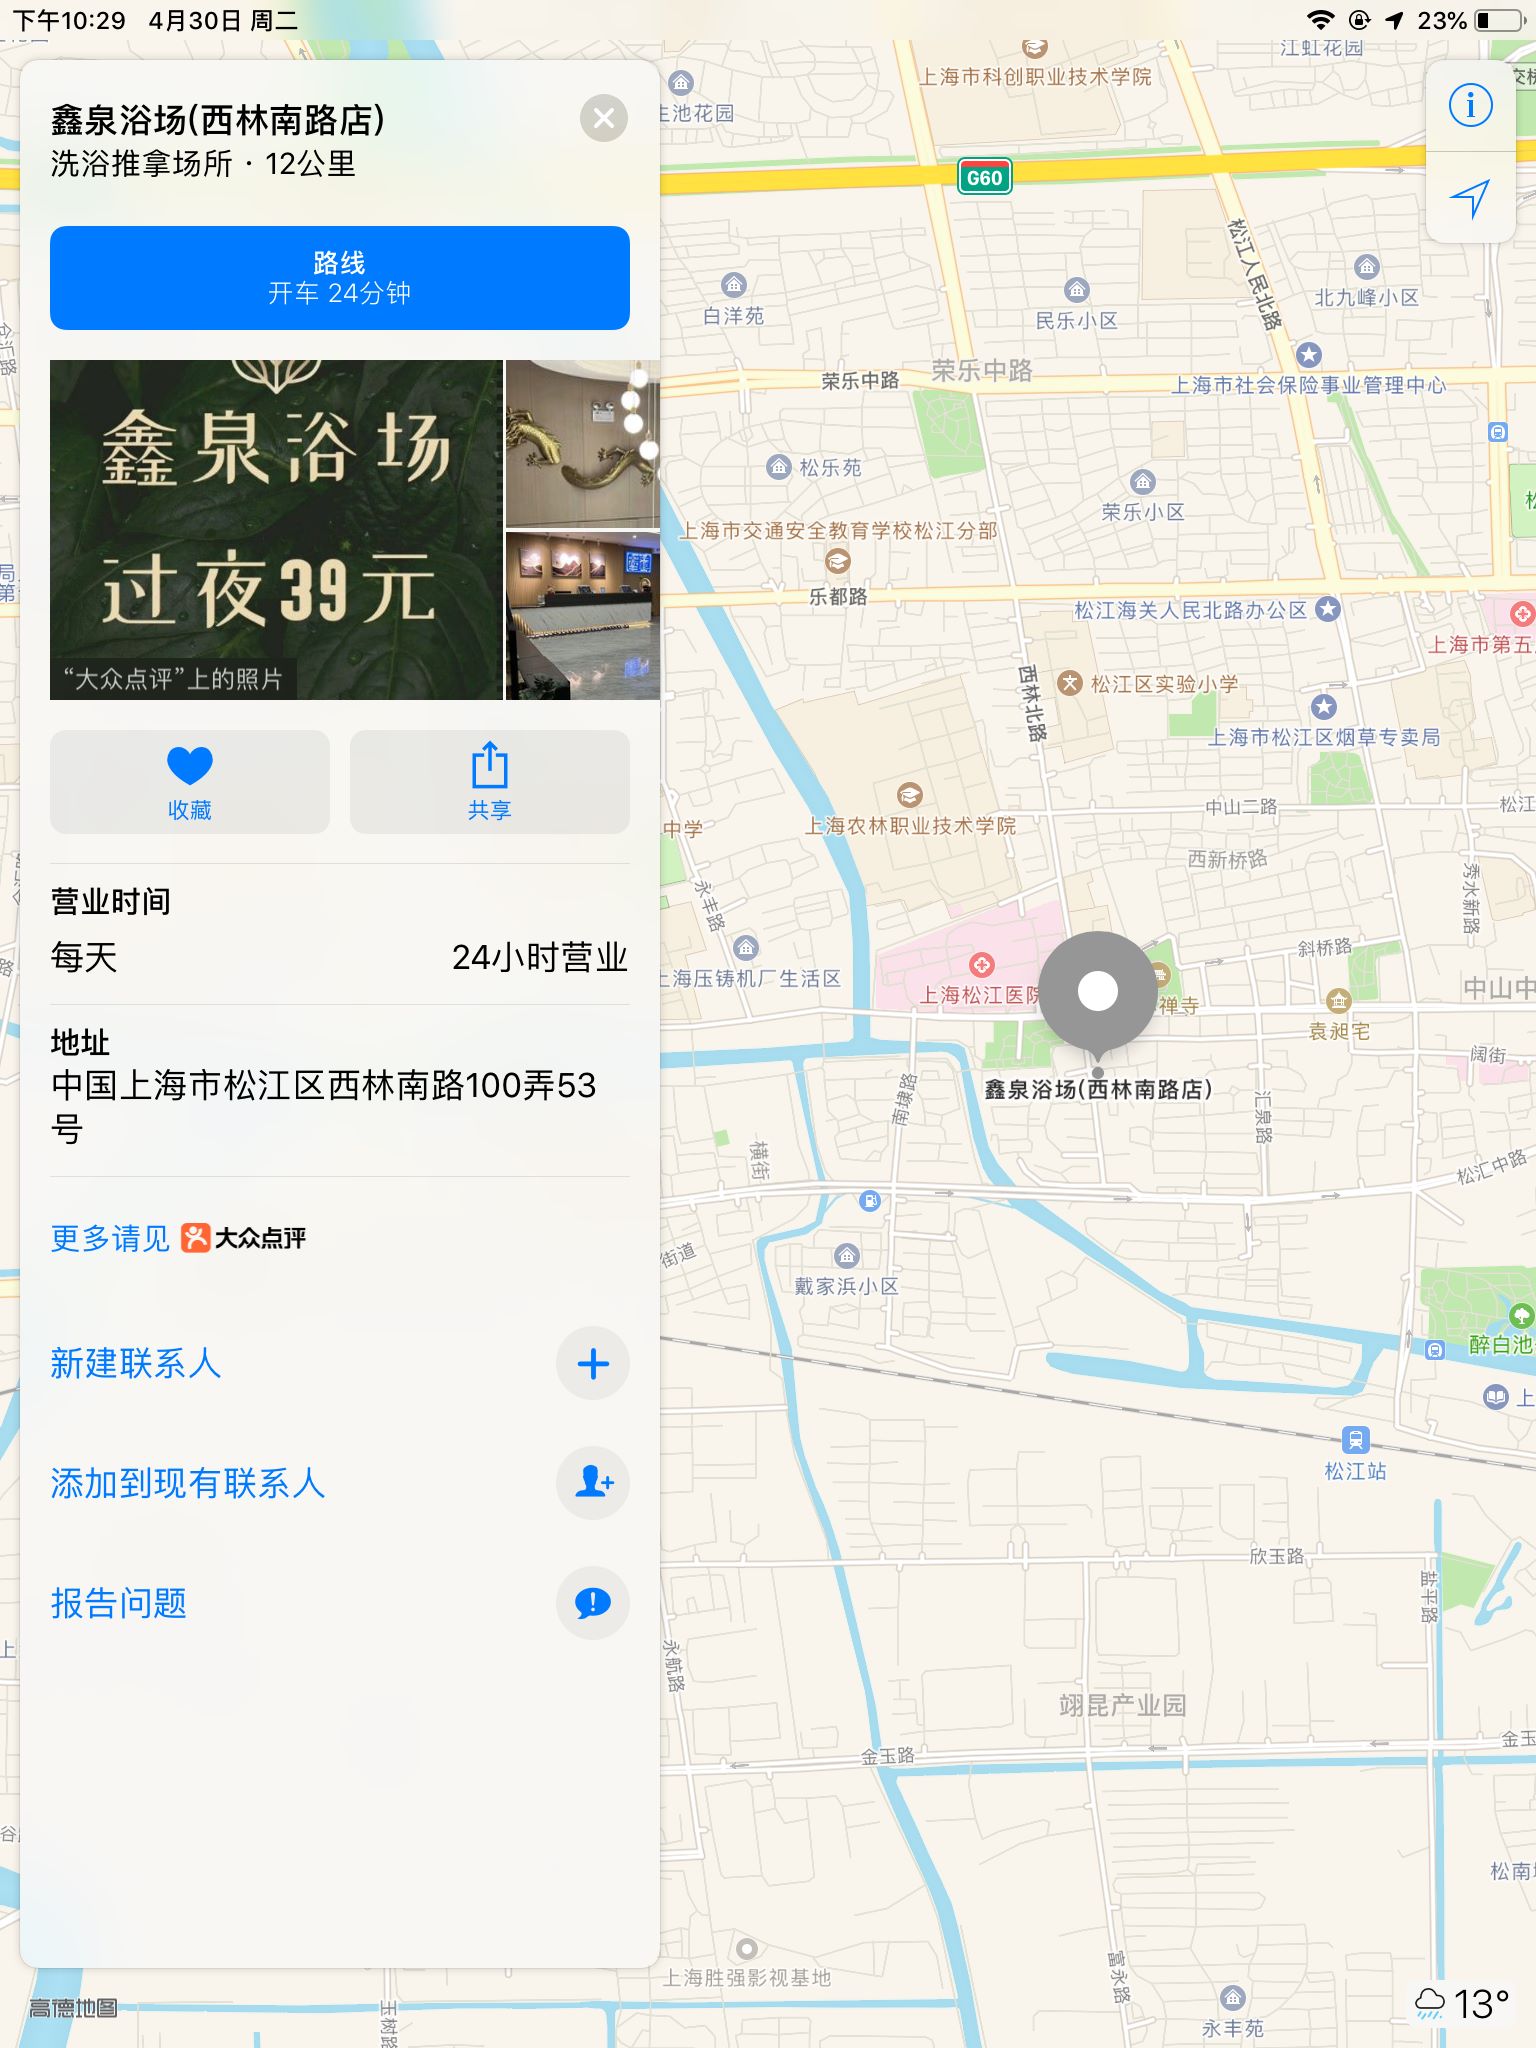 下午10:29 4月30日 周二
23%
鑫泉浴场(西林南路店)
洗浴推拿场所 · 12公里
路线
开车 24分钟
鑫泉浴场
过夜39元
“大众点评”上的照片
收藏
共享
营业时间
每天 24小时营业
地址
中国上海市松江区西林南路100弄53
号
更多请见 大众点评
新建联系人
添加到现有联系人
报告问题
高德地图
江虹花园
上海市科创职业技术学院
生池花园
G60
松江人民北路
北九峰小区
白洋苑
民乐小区
荣乐中路
荣乐中路
上海市社会保险事业管理中心
松乐苑
荣乐小区
上海市交通安全教育学校松江分部
乐都路
松江海关人民北路办公区
上海市第五
西林北路
松江区实验小学
上海市松江区烟草专卖局
中山二路
松江
上海农林职业技术学院
中学
西新桥路
永丰路
秀水新路
斜桥路
上海压铸机厂生活区
上海松江医院
禅寺
袁昶宅
中山中
阔街
鑫泉浴场(西林南路店)
南埭路
汇泉路
横街
松汇中路
街道
戴家浜小区
醉白池
上
松江站
欣玉路
盐平路
永航路
翊昆产业园
金玉路
金玉
松南
上海胜强影视基地
富永路
永丰苑
玉树路
13°